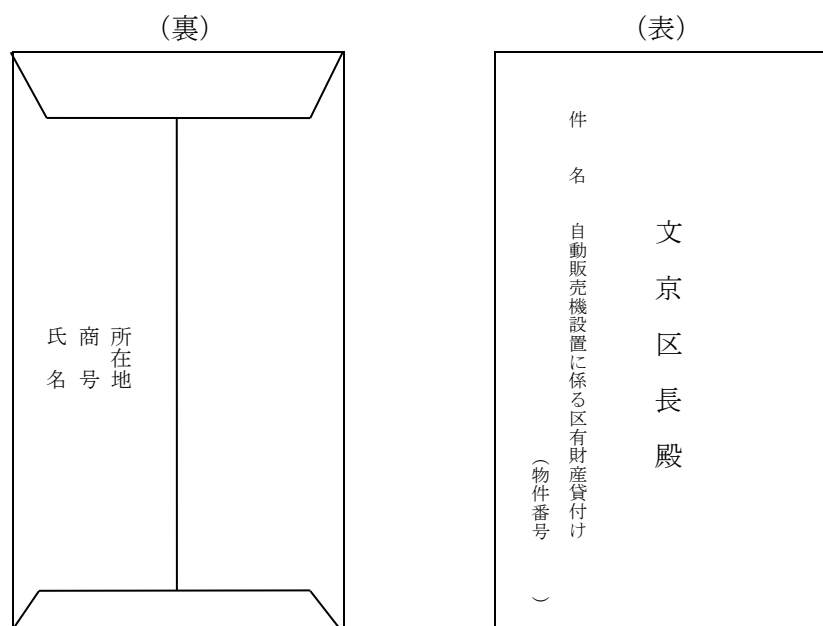 (裏)
所在地
商号
氏名
(表)
文京区長殿
件名 自動販売機設置に係る区有財産貸付け
(物件番号 )